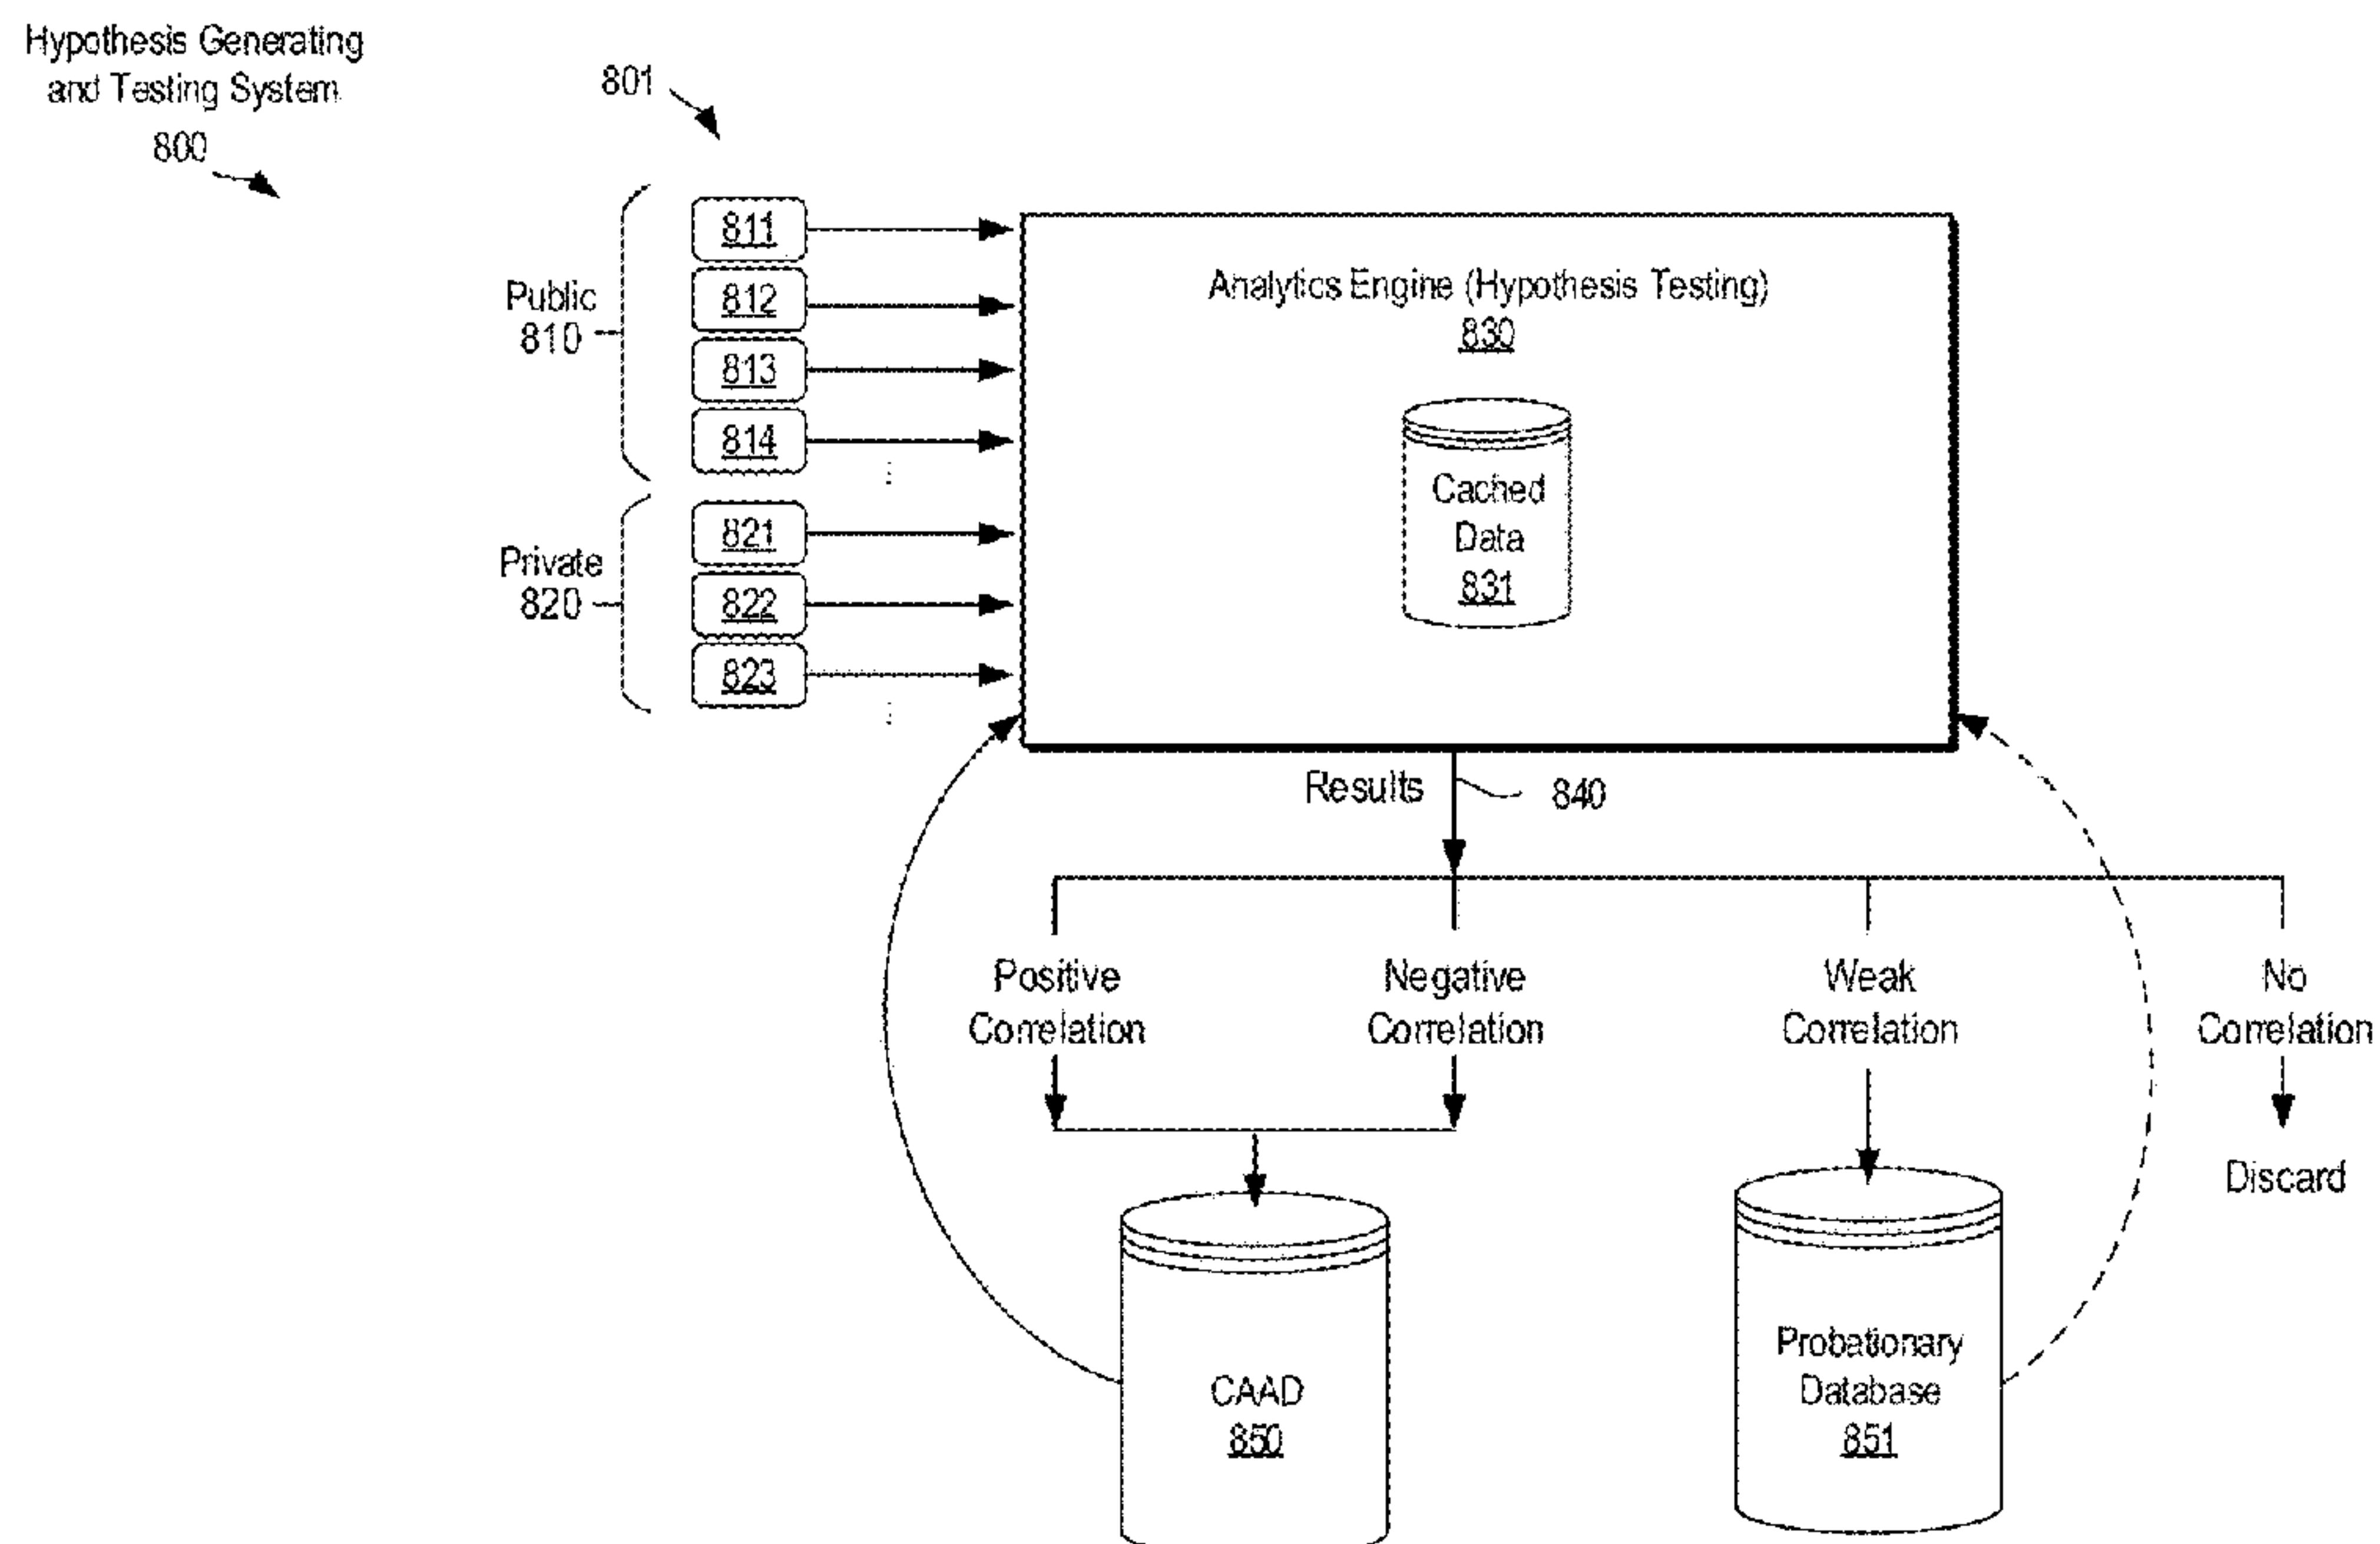 Hypothesis Generating
and Testing System
800
801
Public
810
811
812
813
814
Private
820
821
822
823
Analytics Engine (Hypothesis Testing)
830
Cached
Data
831
Results
840
Positive
Correlation
Negative
Correlation
Weak
Correlation
No
Correlation
Discard
CAAD
850
Probationary
Database
851